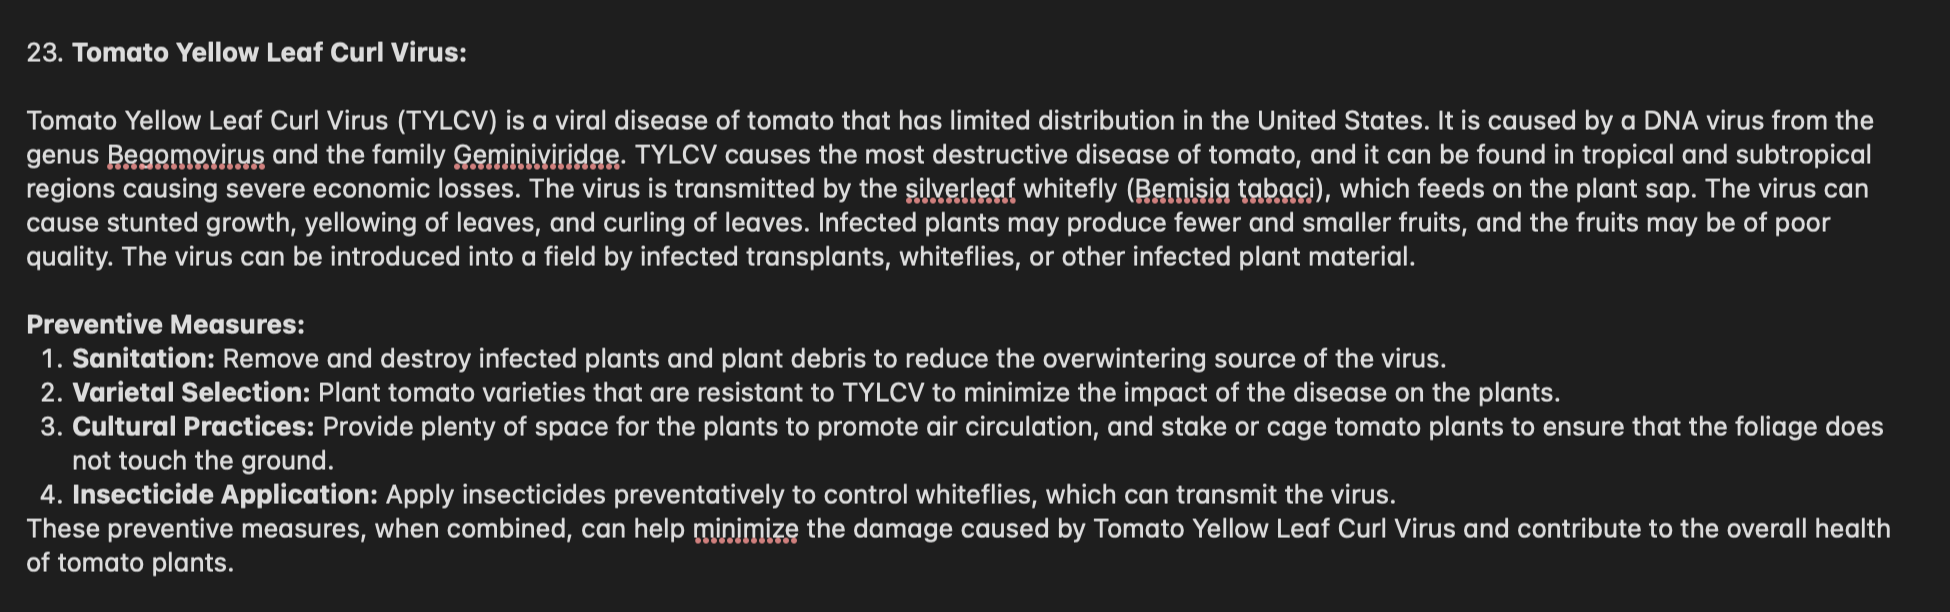 23. Tomato Yellow Leaf Curl Virus:
Tomato Yellow Leaf Curl Virus (TYLCV) is a viral disease of tomato that has limited distribution in the United States. It is caused by a DNA virus from the
genus Begomovirus and the family Geminiviridae. TYLCV causes the most destructive disease of tomato, and it can be found in tropical and subtropical
regions causing severe economic losses. The virus is transmitted by the silverleaf whitefly (Bemisia tabaci), which feeds on the plant sap. The virus can
cause stunted growth, yellowing of leaves, and curling of leaves. Infected plants may produce fewer and smaller fruits, and the fruits may be of poor
quality. The virus can be introduced into a field by infected transplants, whiteflies, or other infected plant material.
Preventive Measures:
1. Sanitation: Remove and destroy infected plants and plant debris to reduce the overwintering source of the virus.
2. Varietal Selection: Plant tomato varieties that are resistant to TYLCV to minimize the impact of the disease on the plants.
3. Cultural Practices: Provide plenty of space for the plants to promote air circulation, and stake or cage tomato plants to ensure that the foliage does
not touch the ground.
4. Insecticide Application: Apply insecticides preventatively to control whiteflies, which can transmit the virus.
These preventive measures, when combined, can help minimize the damage caused by Tomato Yellow Leaf Curl Virus and contribute to the overall health
of tomato plants.